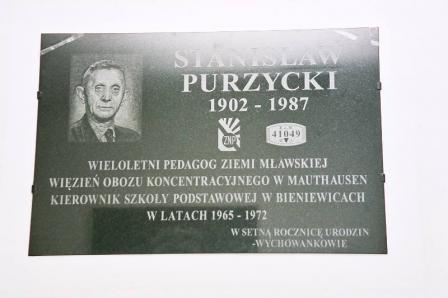 STANISŁAW
PURZYCKI
1902 - 1987
ZNP
41049
WIELOLETNI PEDAGOG ZIEMI MŁAWSKIEJ
WIĘZIEŃ OBOZU KONCENTRACYJNEGO W MAUTHAUSEN
KIEROWNIK SZKOŁY PODSTAWOWEJ W BIENIEWICACH
W LATACH 1965 - 1972
W SETNĄ ROCZNICĘ URODZIN
-WYCHOWANKOWIE